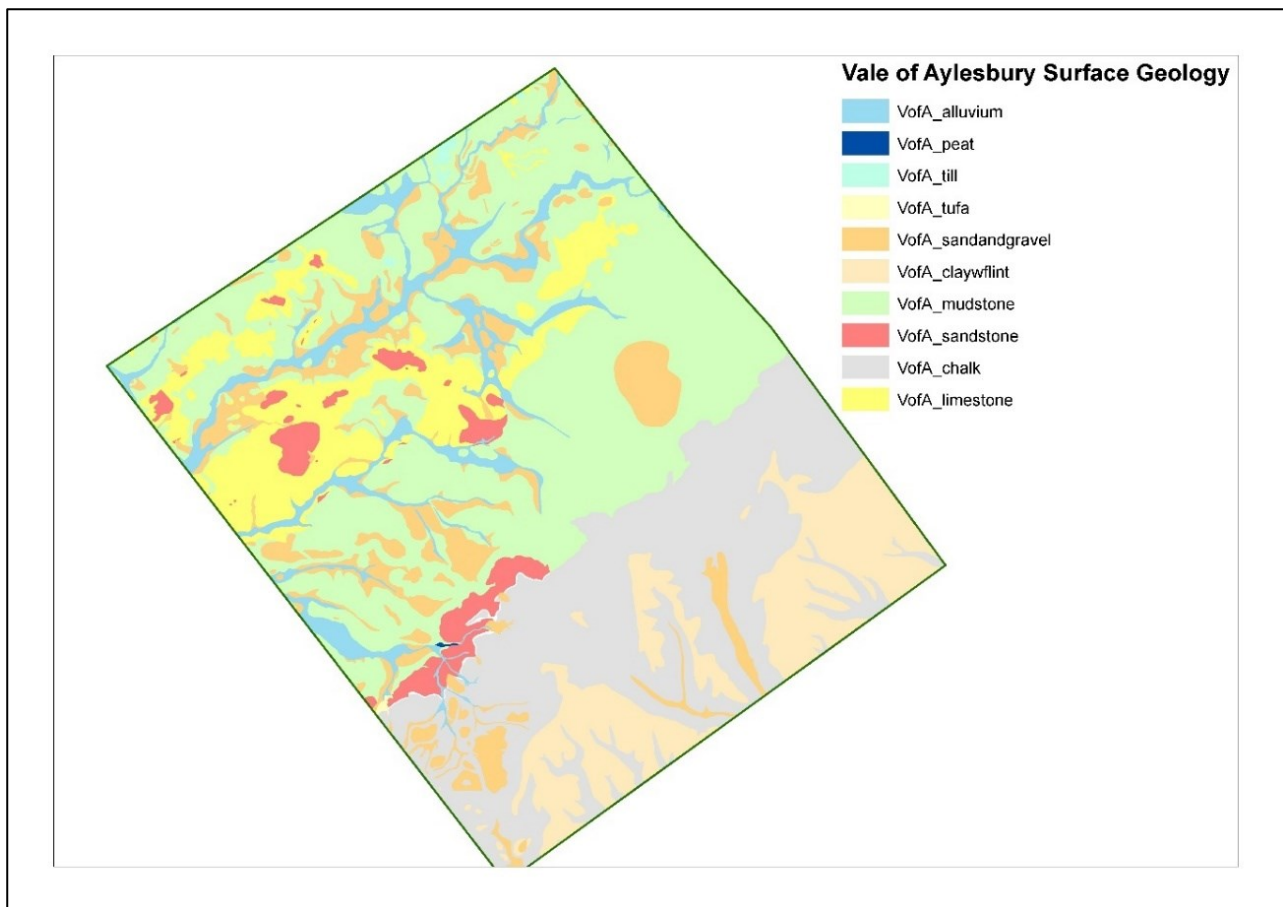 Vale of Aylesbury Surface Geology
VofA_alluvium
VofA_peat
VofA_till
VofA_tufa
VofA_sandandgravel
VofA_claywflint
VofA_mudstone
VofA_sandstone
VofA_chalk
VofA_limestone